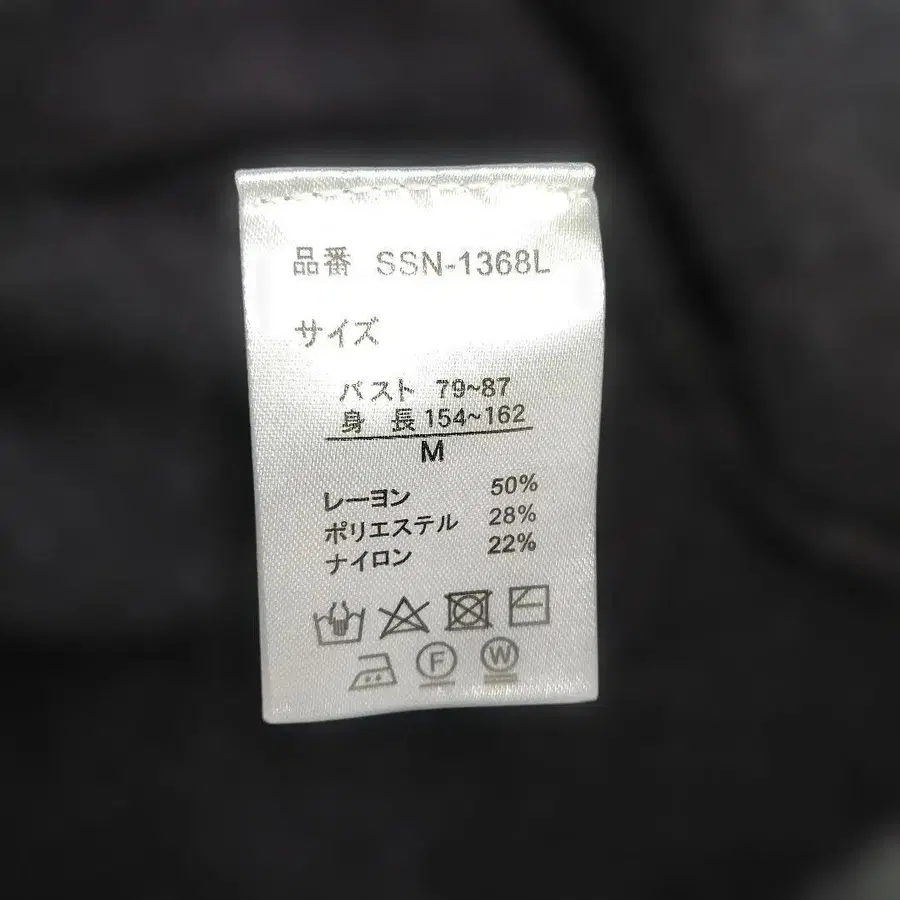 品番 SSN-1368L
サイズ
バスト 79~87
身 長 154~162
M
レーヨン 50%
ポリエステル 28%
ナイロン 22%
F W